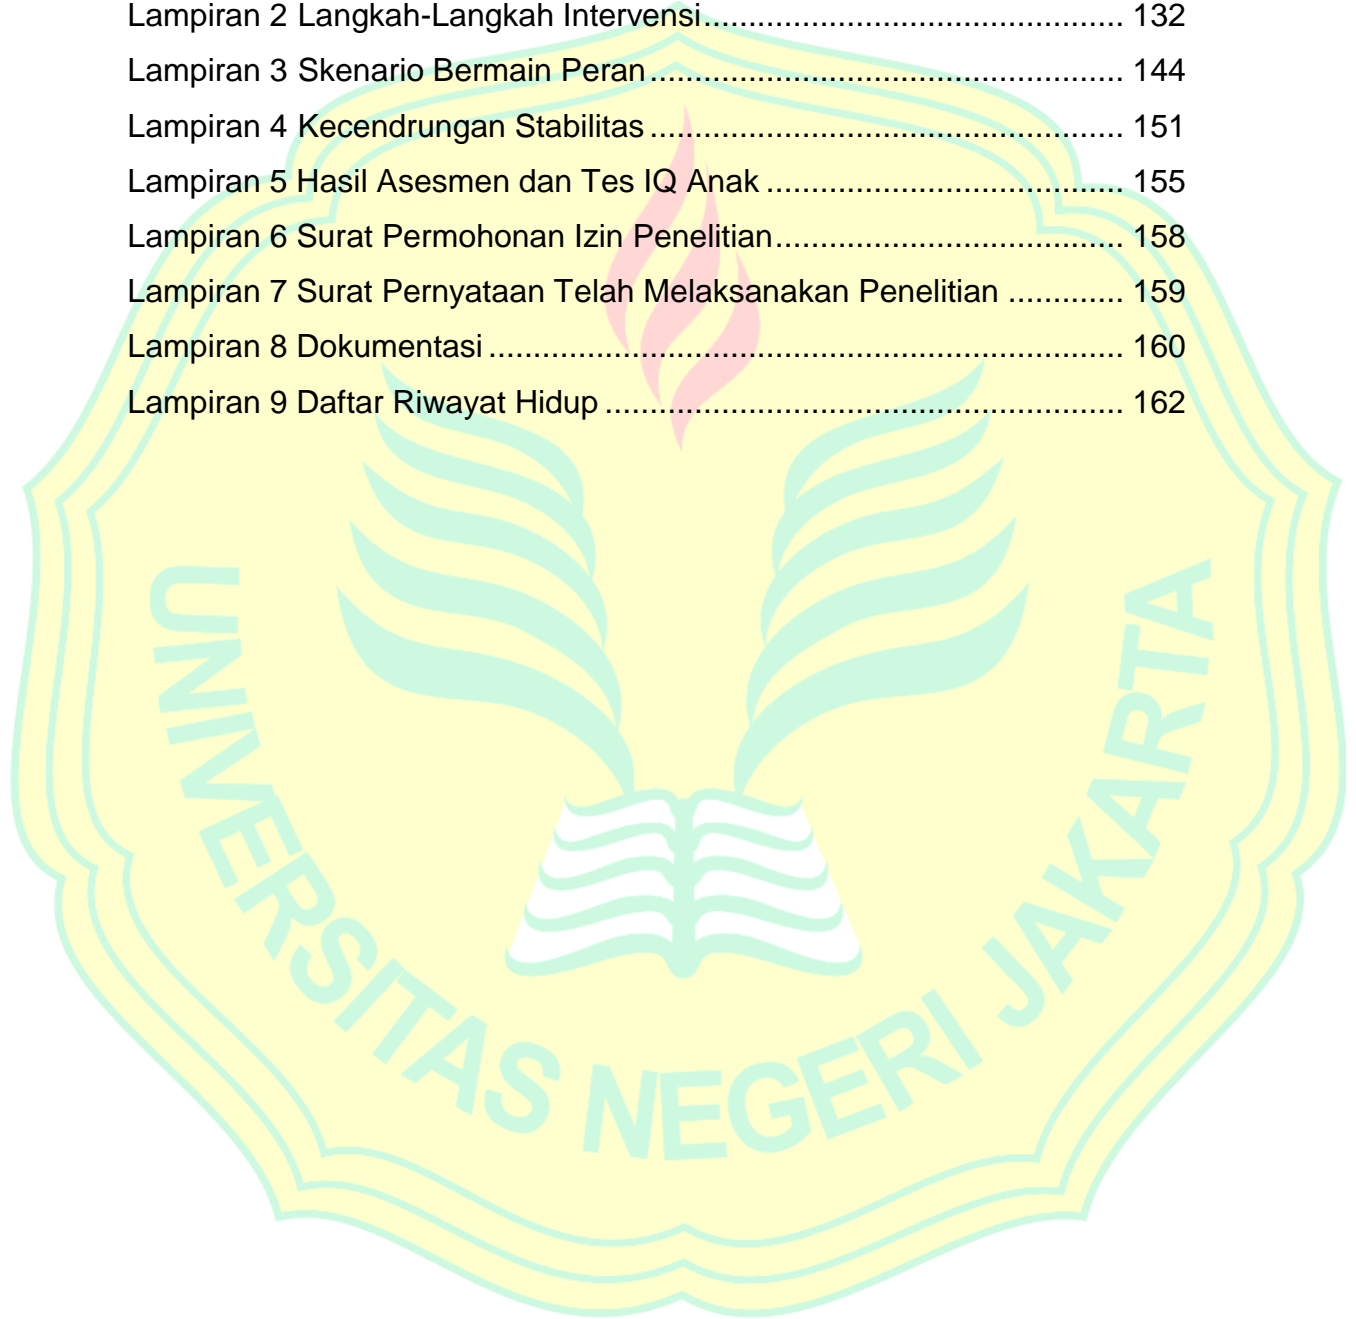 Lampiran 2 Langkah-Langkah Intervensi............................................... 132
Lampiran 3 Skenario Bermain Peran ..................................................... 144
Lampiran 4 Kecendrungan Stabilitas ..................................................... 151
Lampiran 5 Hasil Asesmen dan Tes IQ Anak ........................................ 155
Lampiran 6 Surat Permohonan Izin Penelitian....................................... 158
Lampiran 7 Surat Pernyataan Telah Melaksanakan Penelitian ............. 159
Lampiran 8 Dokumentasi ....................................................................... 160
Lampiran 9 Daftar Riwayat Hidup .......................................................... 162
UNIVERSITAS NEGERI JAKARTA